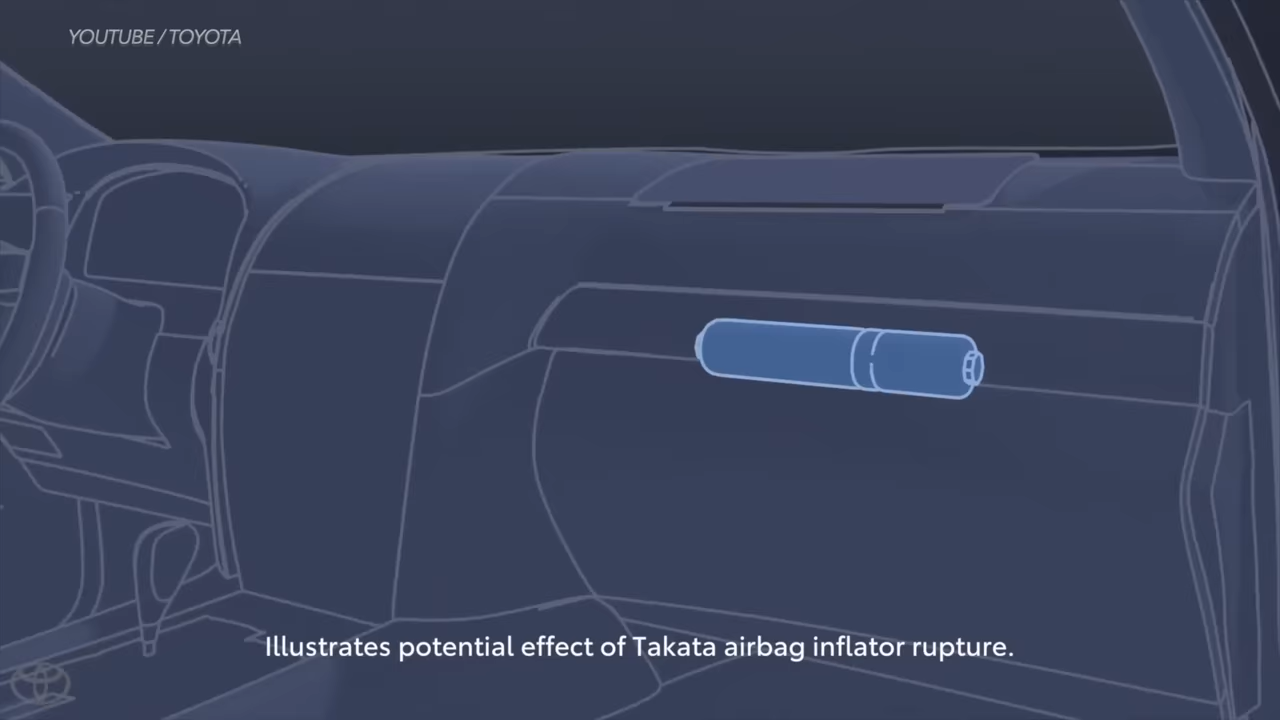 YOUTUBE / TOYOTA
Illustrates potential effect of Takata airbag inflator rupture.